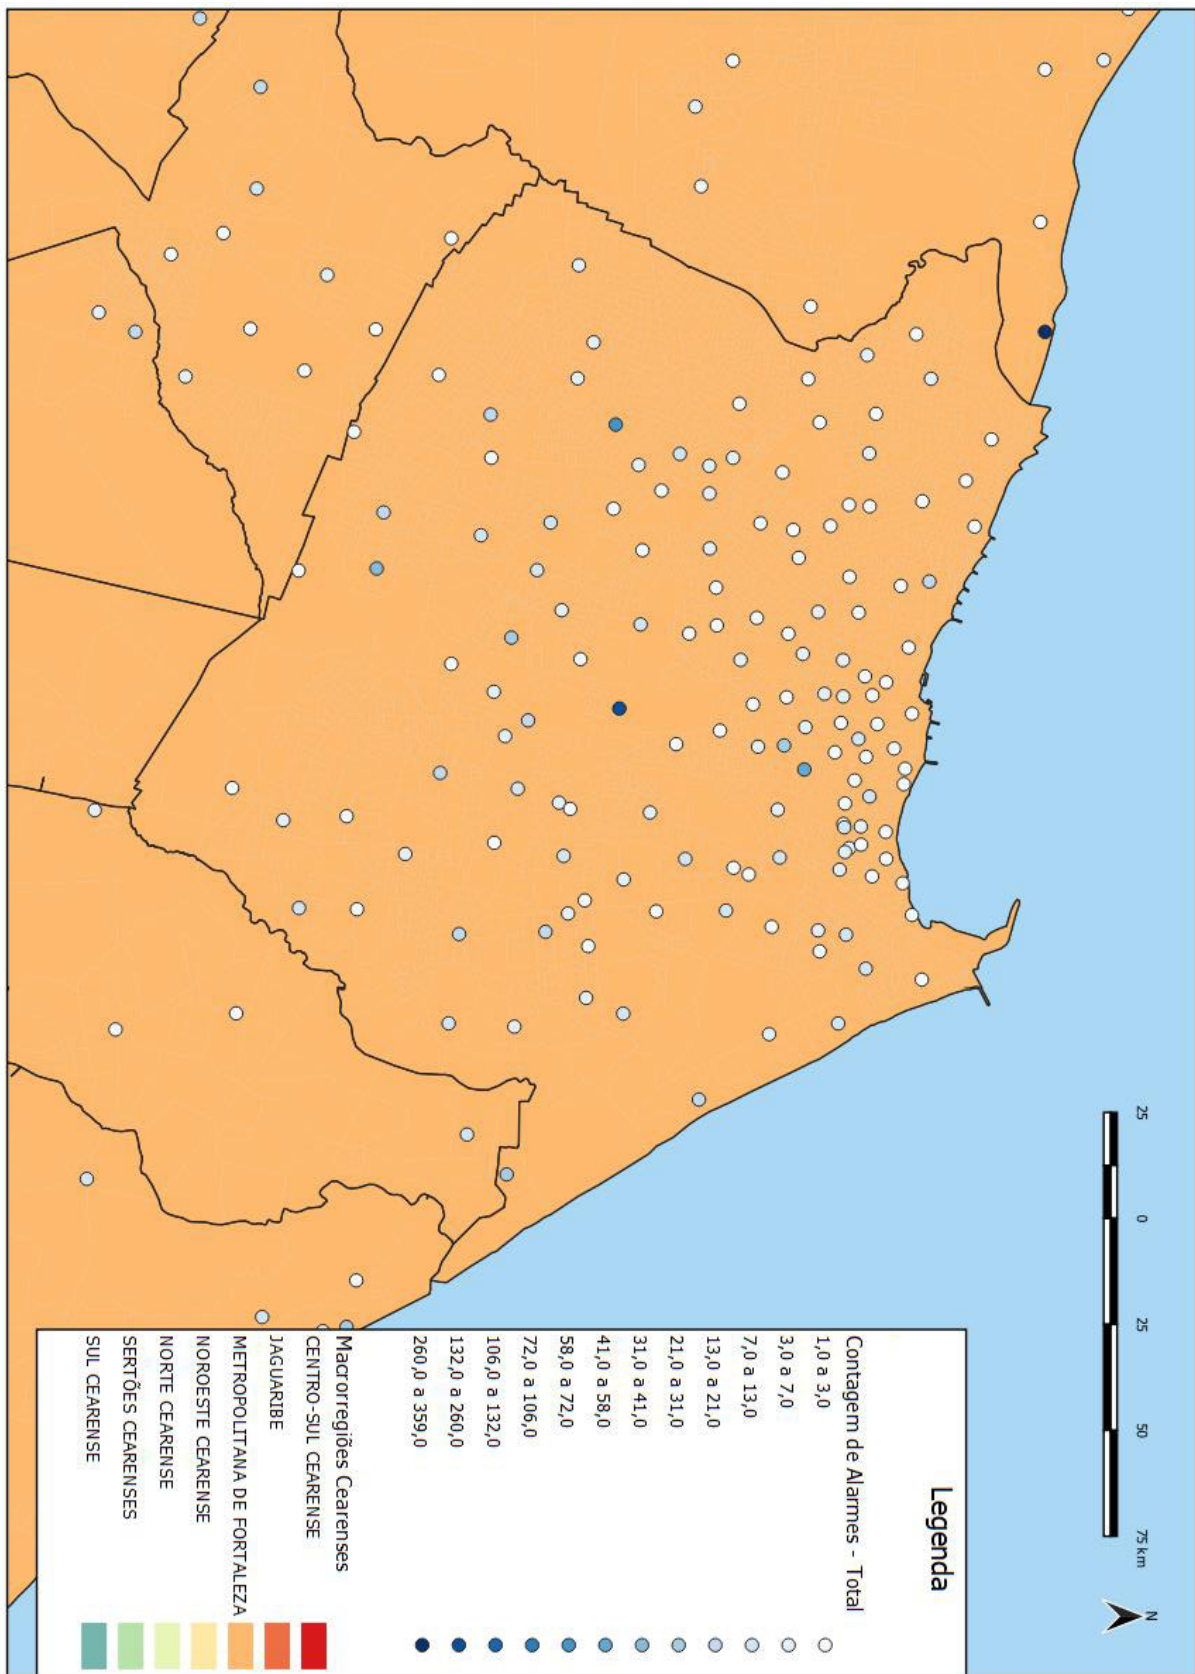 25
0
25
50
75 km
N
Legenda
Contagem de Alarmes - Total
1,0 a 3,0
3,0 a 7,0
7,0 a 13,0
13,0 a 21,0
21,0 a 31,0
31,0 a 41,0
41,0 a 58,0
58,0 a 72,0
72,0 a 106,0
106,0 a 132,0
132,0 a 260,0
260,0 a 359,0
Macrorregiões Cearenses
CENTRO-SUL CEARENSE
JAGUARIBE
METROPOLITANA DE FORTALEZA
NOROESTE CEARENSE
NORTE CEARENSE
SERTÕES CEARENSES
SUL CEARENSE